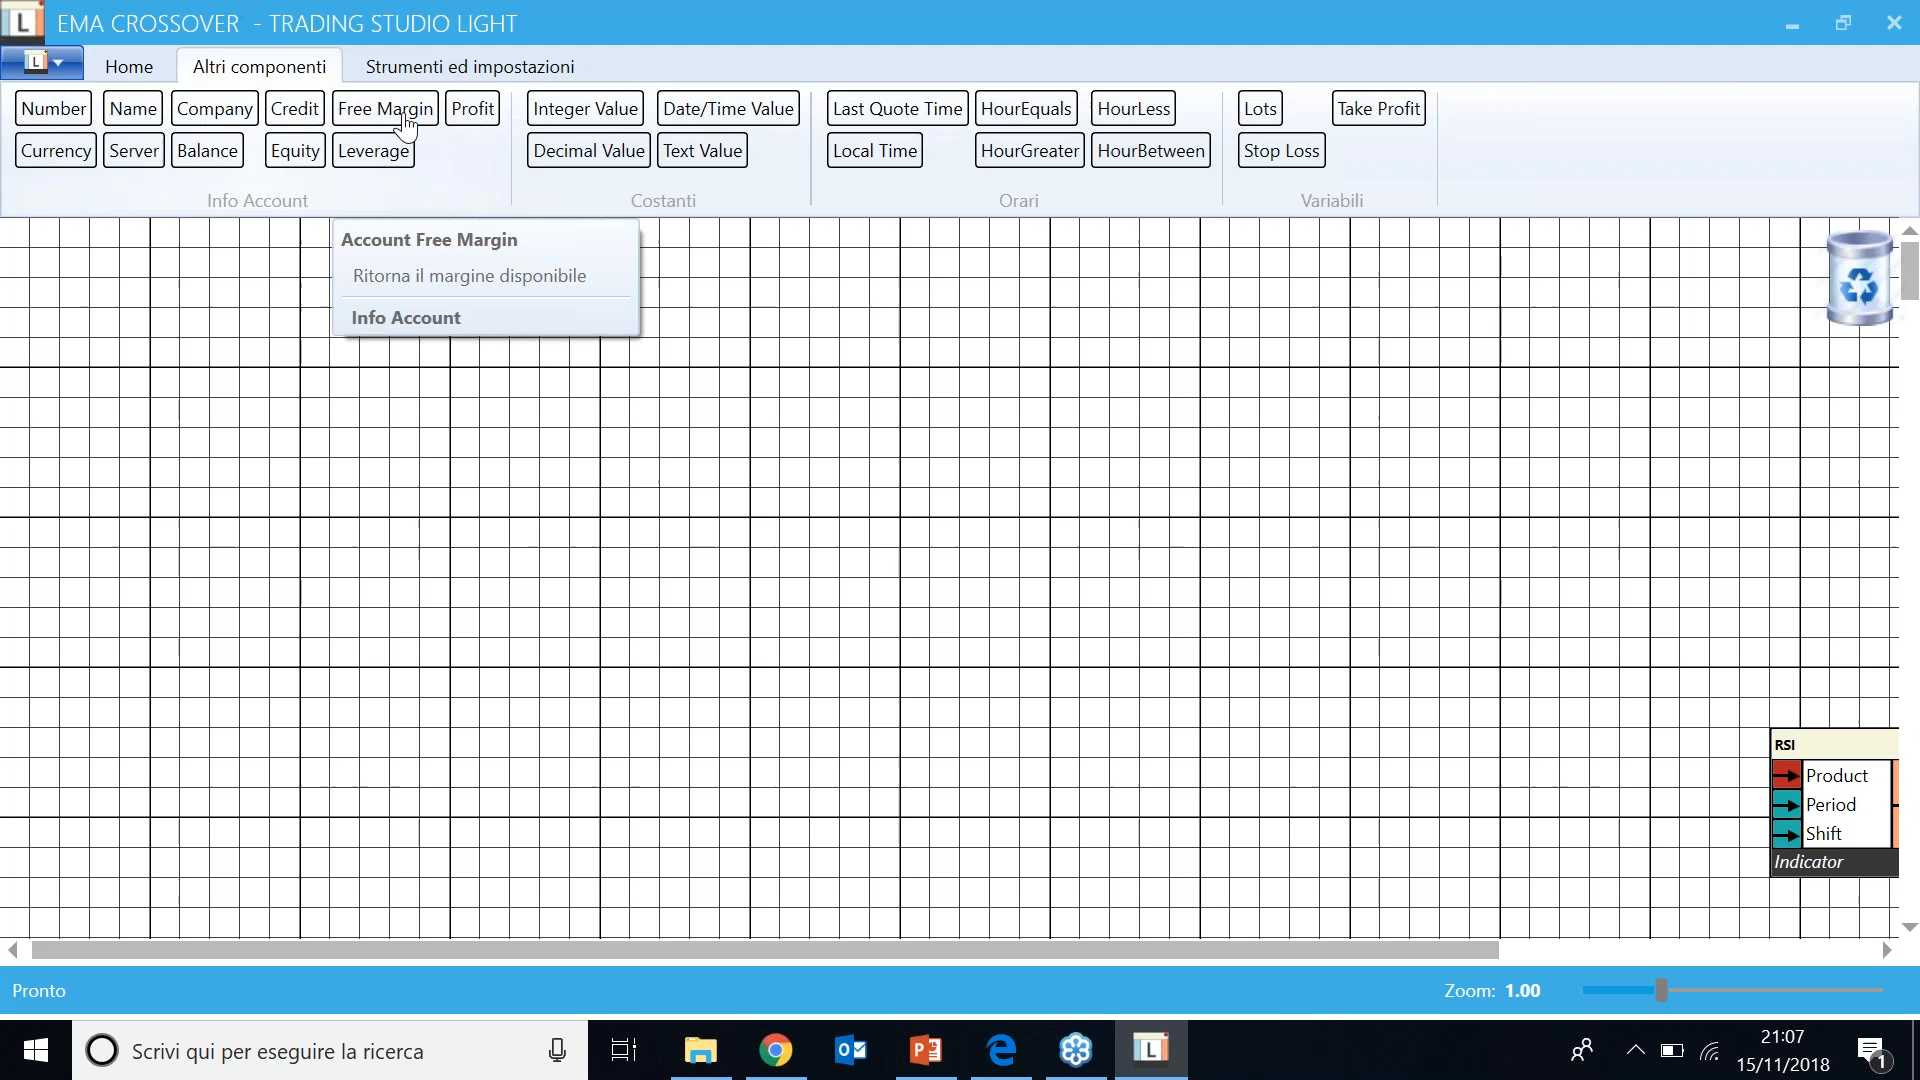 L EMA CROSSOVER - TRADING STUDIO LIGHT
L Home Altri componenti Strumenti ed impostazioni
Number Name Company Credit Free Margin Profit Integer Value Date/Time Value Last Quote Time HourEquals HourLess Lots Take Profit
Currency Server Balance Equity Leverage Decimal Value Text Value Local Time HourGreater HourBetween Stop Loss
Info Account Costanti Orari Variabili
Account Free Margin
Ritorna il margine disponibile
Info Account
RSI
Product
Period
Shift
Indicator
Pronto Zoom: 1.00
Scrivi qui per eseguire la ricerca
21:07
15/11/2018
1